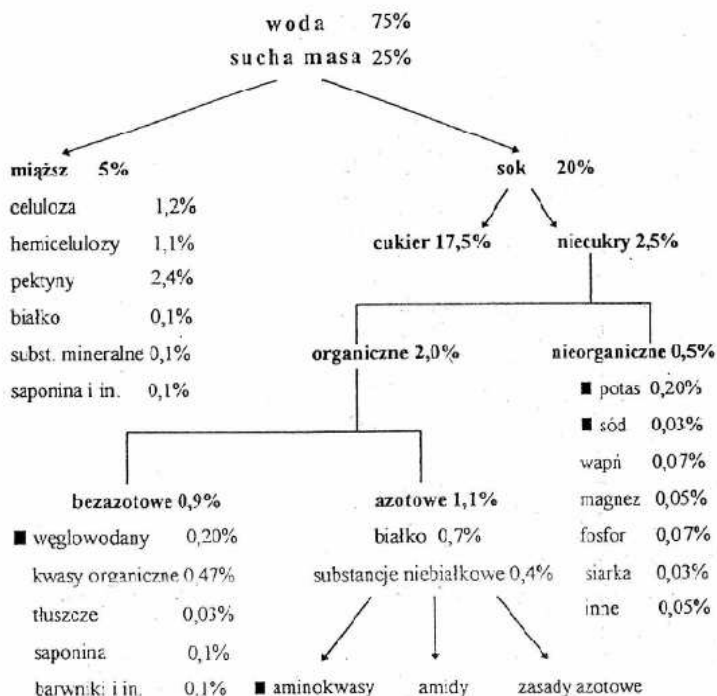 woda 75%
sucha masa 25%
miąższ 5%
celuloza 1,2%
hemicelulozy 1,1%
pektyny 2,4%
białko 0,1%
subst. mineralne 0,1%
saponina i in. 0,1%
sok 20%
cukier 17,5%
niecukry 2,5%
organiczne 2,0%
nieorganiczne 0,5%
■ potas 0,20%
■ sód 0,03%
wapń 0,07%
magnez 0,05%
fosfor 0,07%
siarka 0,03%
inne 0,05%
bezazotowe 0,9%
■ węglowodany 0,20%
kwasy organiczne 0,47%
tłuszcze 0,03%
saponina 0,1%
barwniki i in. 0,1%
azotowe 1,1%
białko 0,7%
substancje niebiałkowe 0,4%
■ aminokwasy
amidy
zasady azotowe